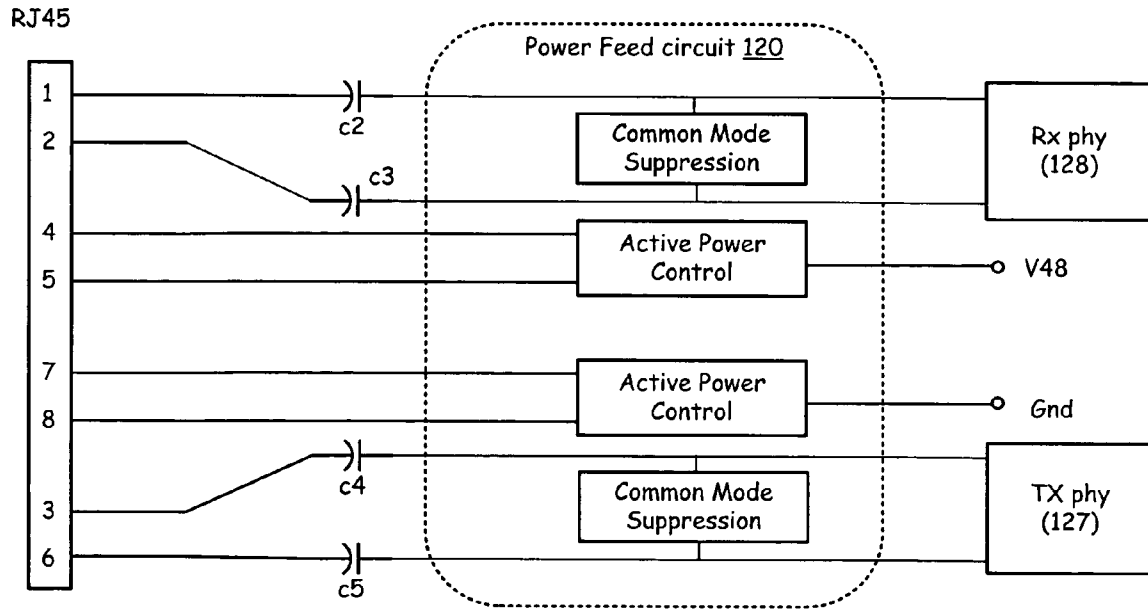 RJ45
Power Feed circuit 120
1
c2
2
Common Mode
Suppression
Rx phy
(128)
c3
4
Active Power
Control
V48
5
7
Active Power
Control
Gnd
8
c4
Common Mode
Suppression
TX phy
(127)
3
6
c5